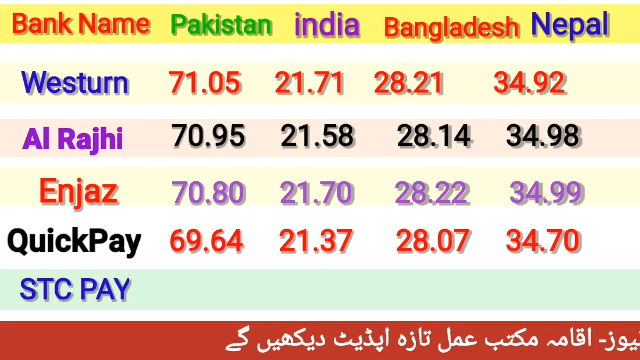 Bank Name Pakistan india Bangladesh Nepal
Westurn 71.05 21.71 28.21 34.92
Al Rajhi 70.95 21.58 28.14 34.98
Enjaz 70.80 21.70 28.22 34.99
QuickPay 69.64 21.37 28.07 34.70
STC PAY
نیوز- اقامہ مکتب عمل تازہ اپڈیٹ دیکھیں گے